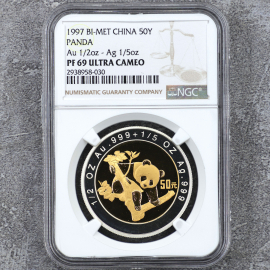 1997 BI-MET CHINA 50Y
PANDA
Au 1/2oz - Ag 1/5oz
PF 69 ULTRA CAMEO
2938958-030
NUMISMATIC GUARANTY COMPANY
NGC
1/2 OZ Au .999+1/5 OZ Ag .999
50元